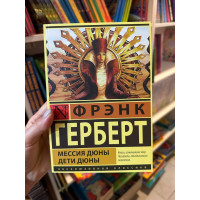 ФРЭНК
ГЕРБЕРТ
МЕССИЯ ДЮНЫ
ДЕТИ ДЮНЫ
ЭКСКЛЮЗИВНАЯ КЛАССИКА